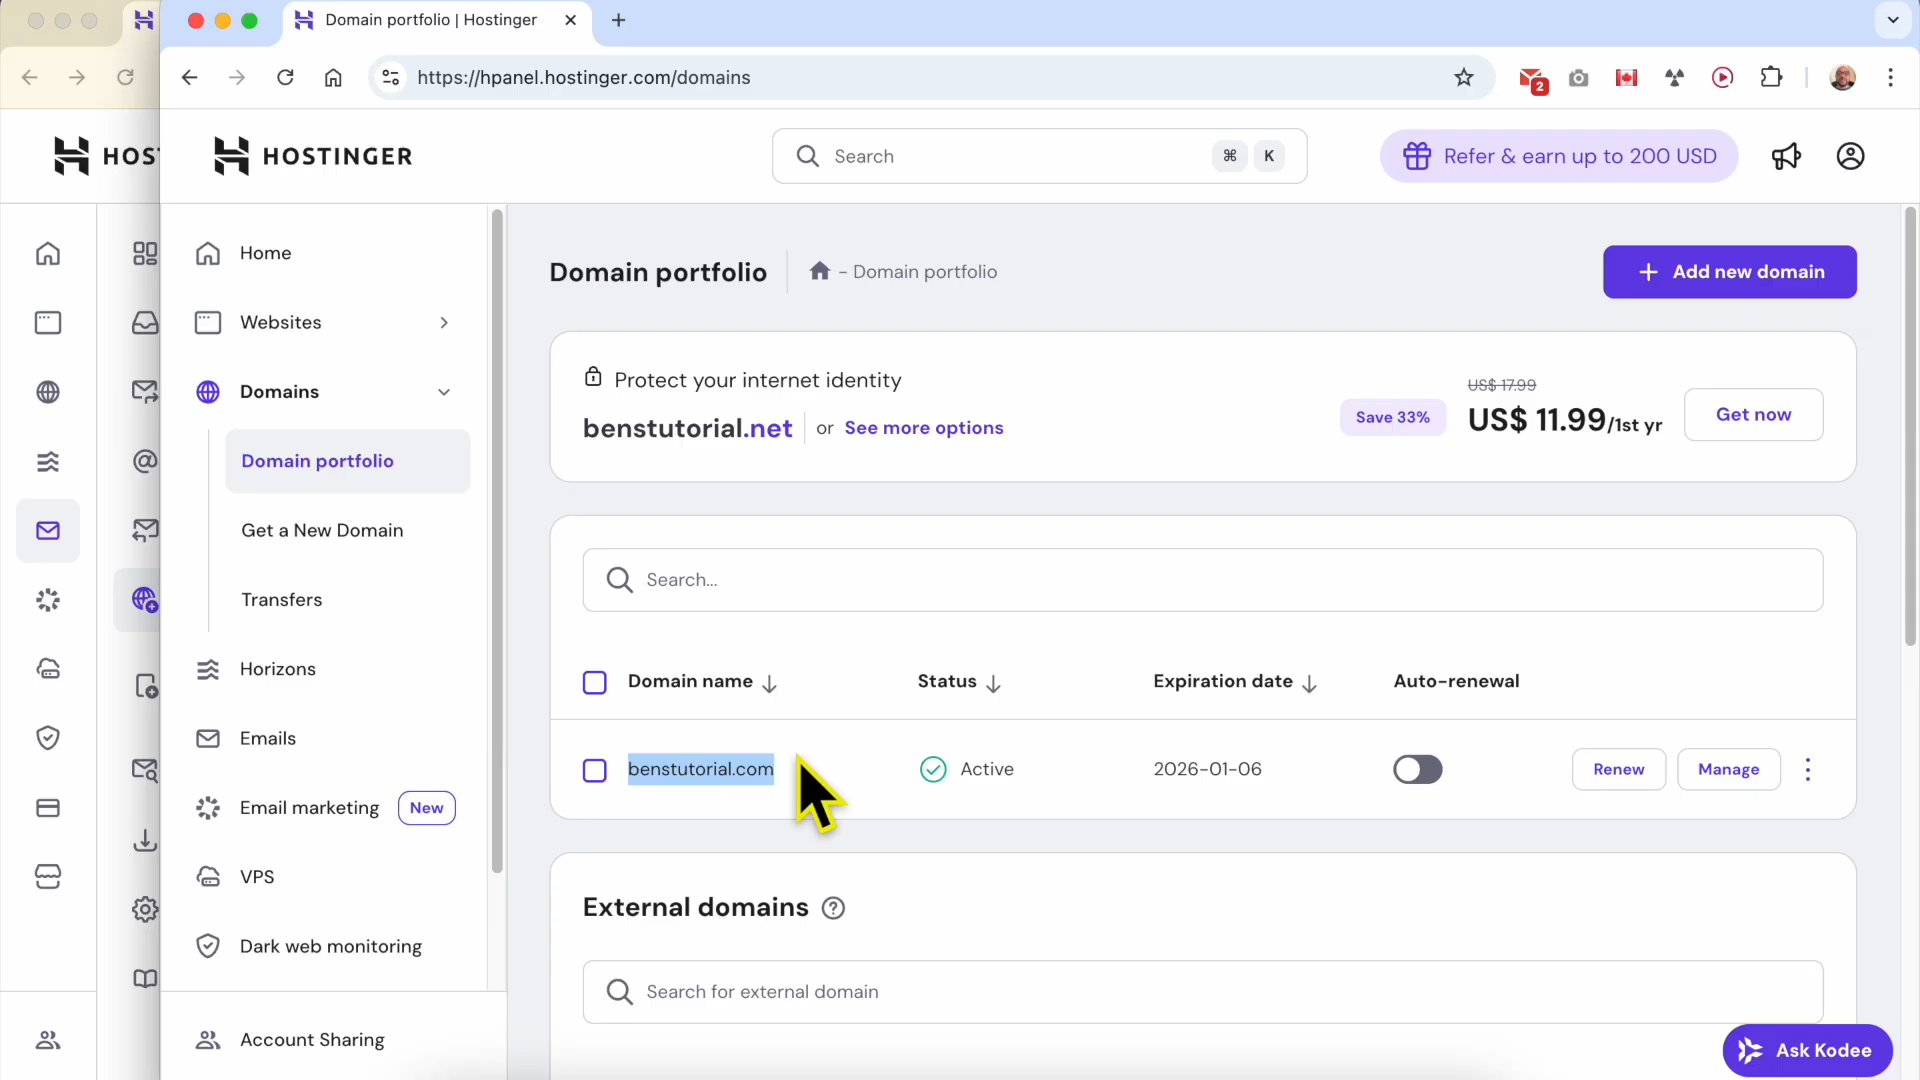 Domain portfolio | Hostinger
https://hpanel.hostinger.com/domains
2
HOS
HOSTINGER
Search
⌘ K
Refer & earn up to 200 USD
Home
Websites
Domains
Domain portfolio
Get a New Domain
Transfers
Horizons
Emails
Email marketing New
VPS
Dark web monitoring
Account Sharing
Domain portfolio
- Domain portfolio
+ Add new domain
Protect your internet identity
benstutorial.net or See more options
Save 33%
US$ 17.99
US$ 11.99/1st yr
Get now
Search...
Domain name Status Expiration date Auto-renewal
benstutorial.com Active 2026-01-06 Renew Manage
External domains ?
Search for external domain
Ask Kodee